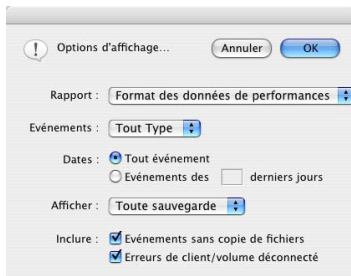 Options d'affichage...
Annuler
OK
Rapport : Format des données de performances
Evénements : Tout Type
Dates : Tout événement
Evénements des derniers jours
Afficher : Toute sauvegarde
Inclure : Evénements sans copie de fichiers
Erreurs de client/volume déconnecté